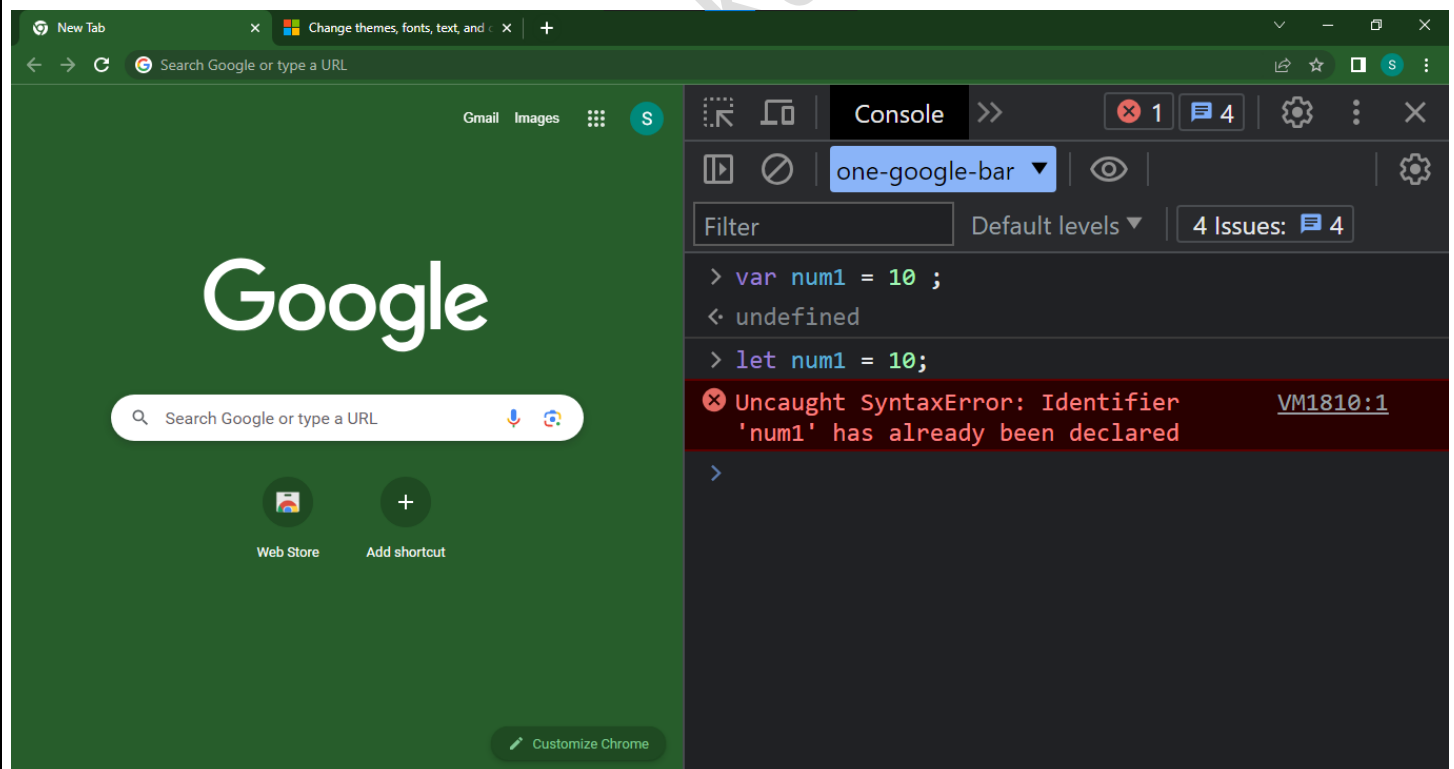 New Tab
Change themes, fonts, text, and
Search Google or type a URL
S
Gmail Images S
Google
Search Google or type a URL
Web Store Add shortcut
Customize Chrome
Console 1 4
one-google-bar
Filter Default levels 4 Issues: 4
> var num1 = 10 ;
undefined
> let num1 = 10;
Uncaught SyntaxError: Identifier VM1810:1
'num1' has already been declared
>